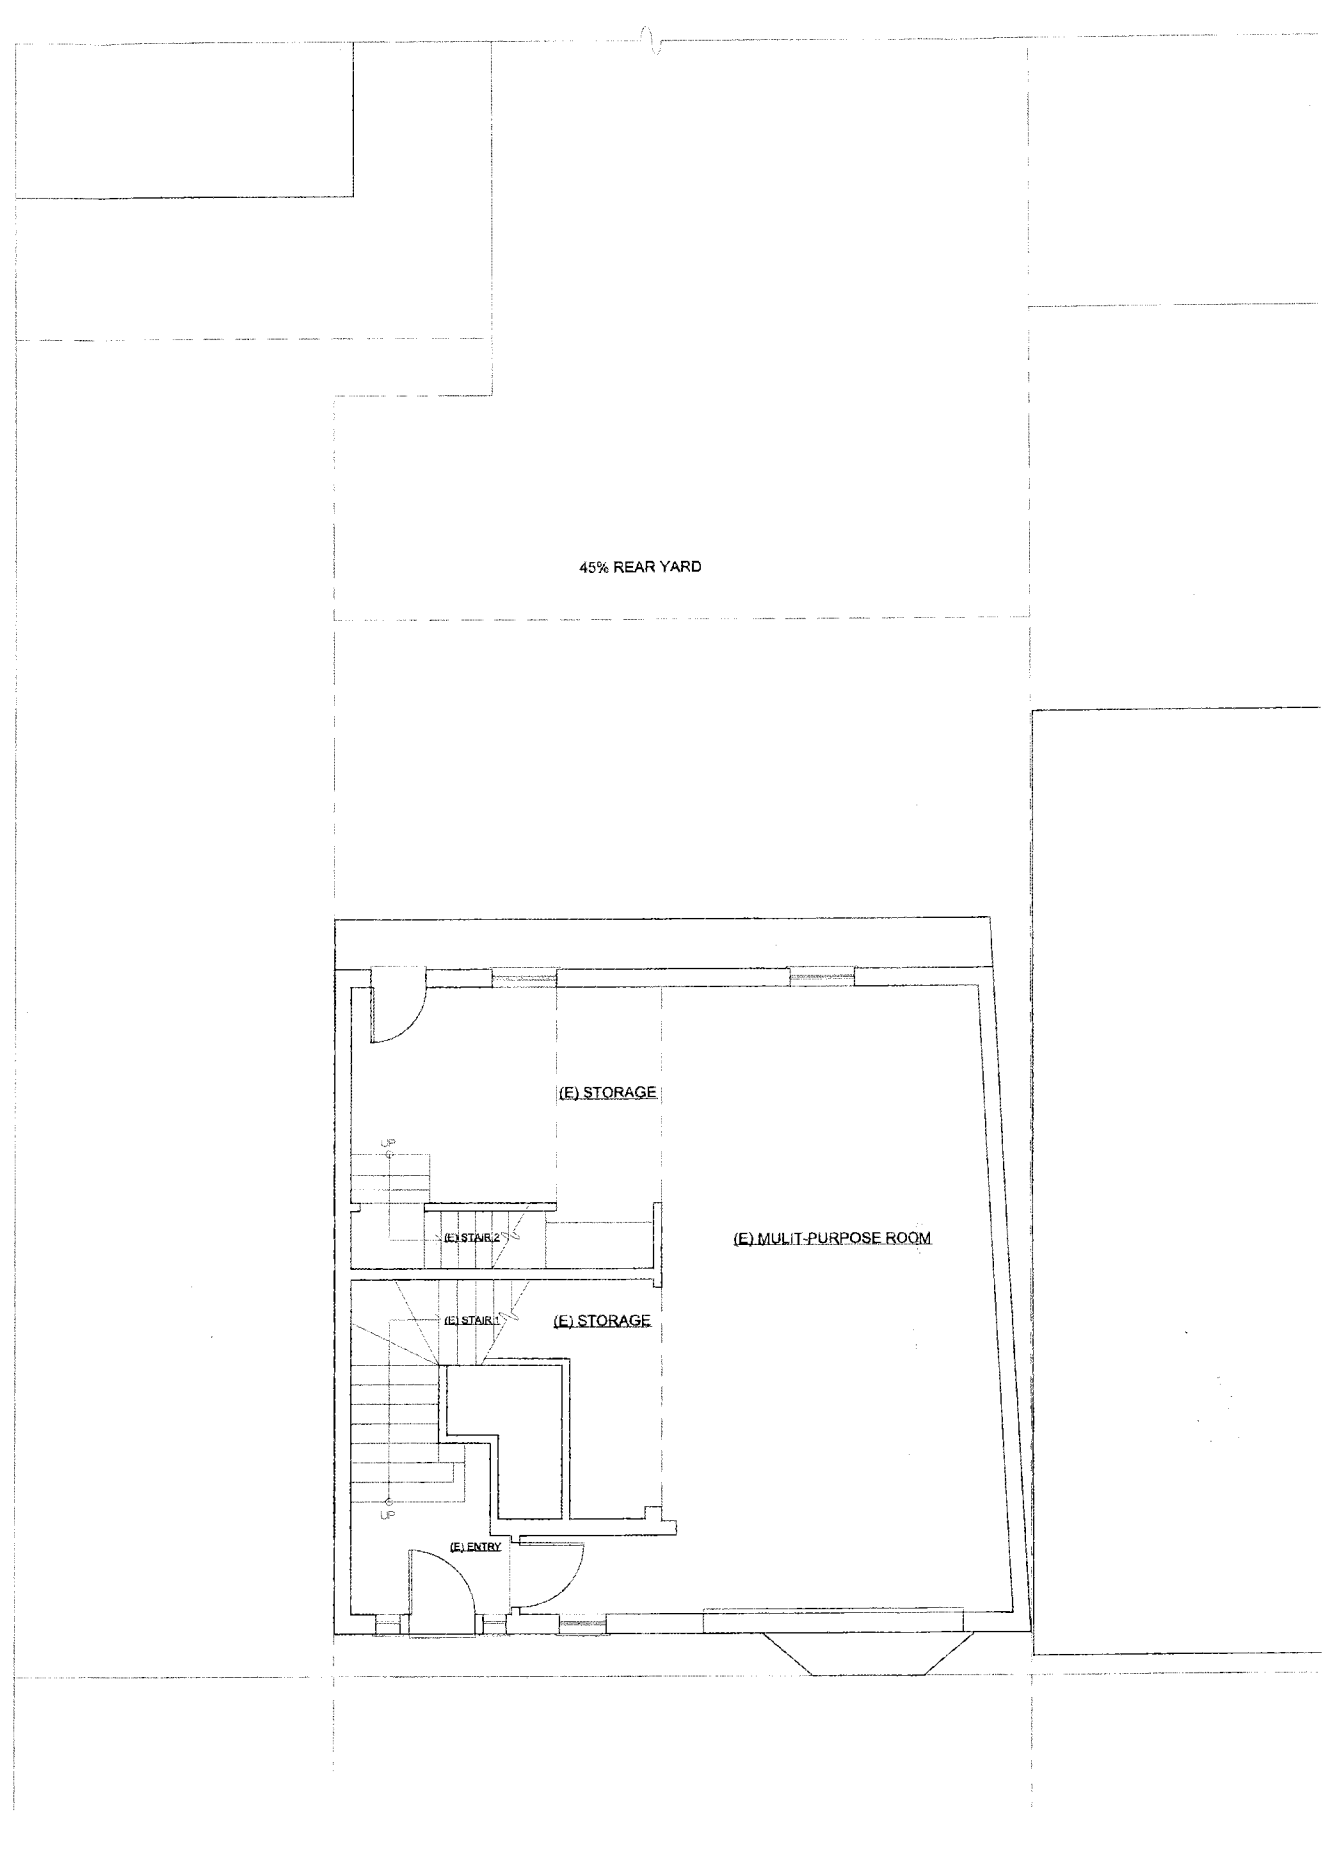 45% REAR YARD
(E) STORAGE
UP
(E) STAIR 2
(E) MULIT-PURPOSE ROOM
(E) STAIR 1
(E) STORAGE
UP
(E) ENTRY